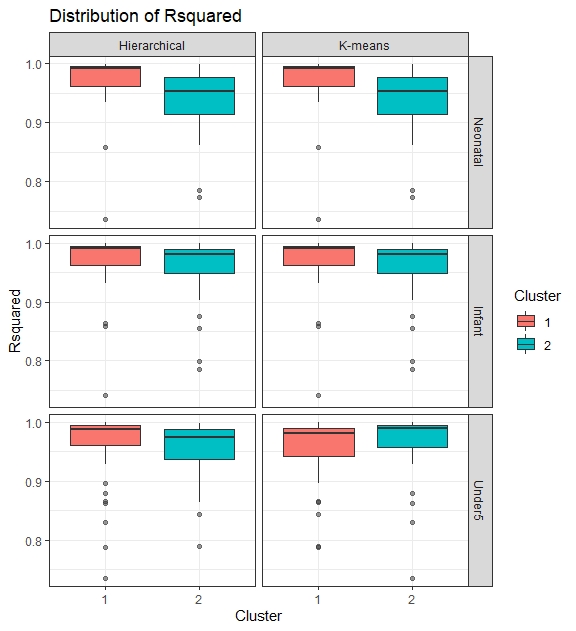 Distribution of Rsquared
Hierarchical
K-means
1.0
0.9
0.8
Neonatal
1.0
0.9
0.8
Infant
1.0
0.9
0.8
Under5
Rsquared
1
2
1
2
Cluster
Cluster
1
2